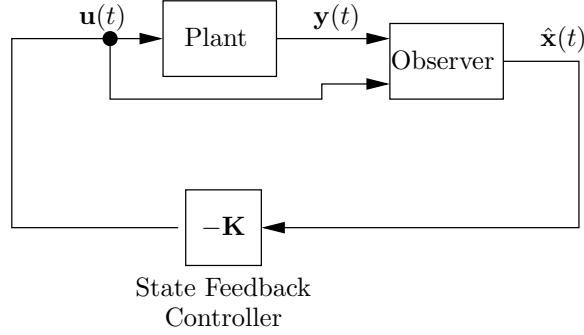 u(t)
Plant
y(t)
Observer
x̂(t)
−K
State Feedback
Controller